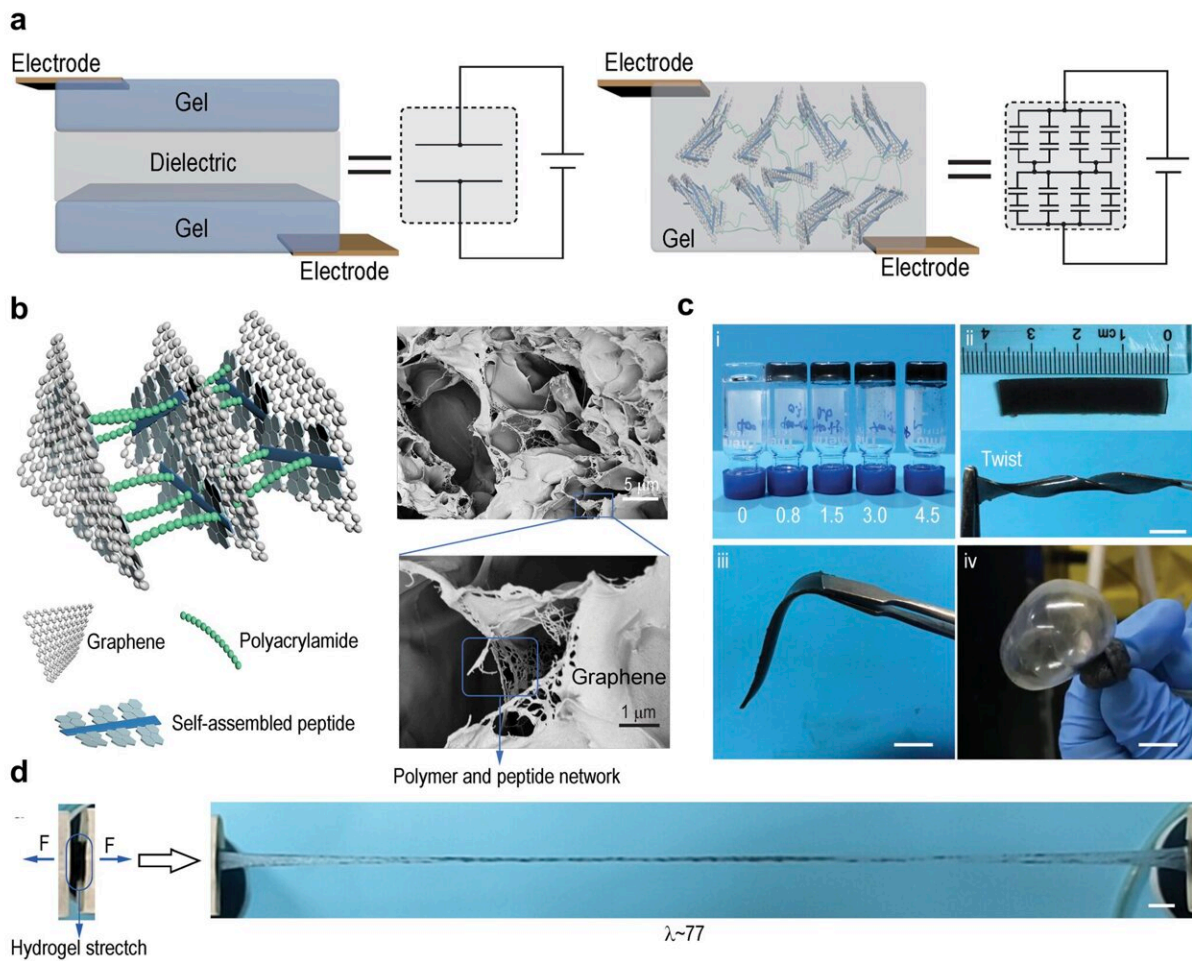 a
Electrode
Gel
Dielectric
Gel
Electrode
Electrode
Gel
Electrode
b
Graphene
Polyacrylamide
Self-assembled peptide
5 μm
Graphene
1 μm
Polymer and peptide network
c
i
0 0.8 1.5 3.0 4.5
ii
4 3 2 1cm 0
Twist
iii
iv
d
F F
Hydrogel strectch
λ~77